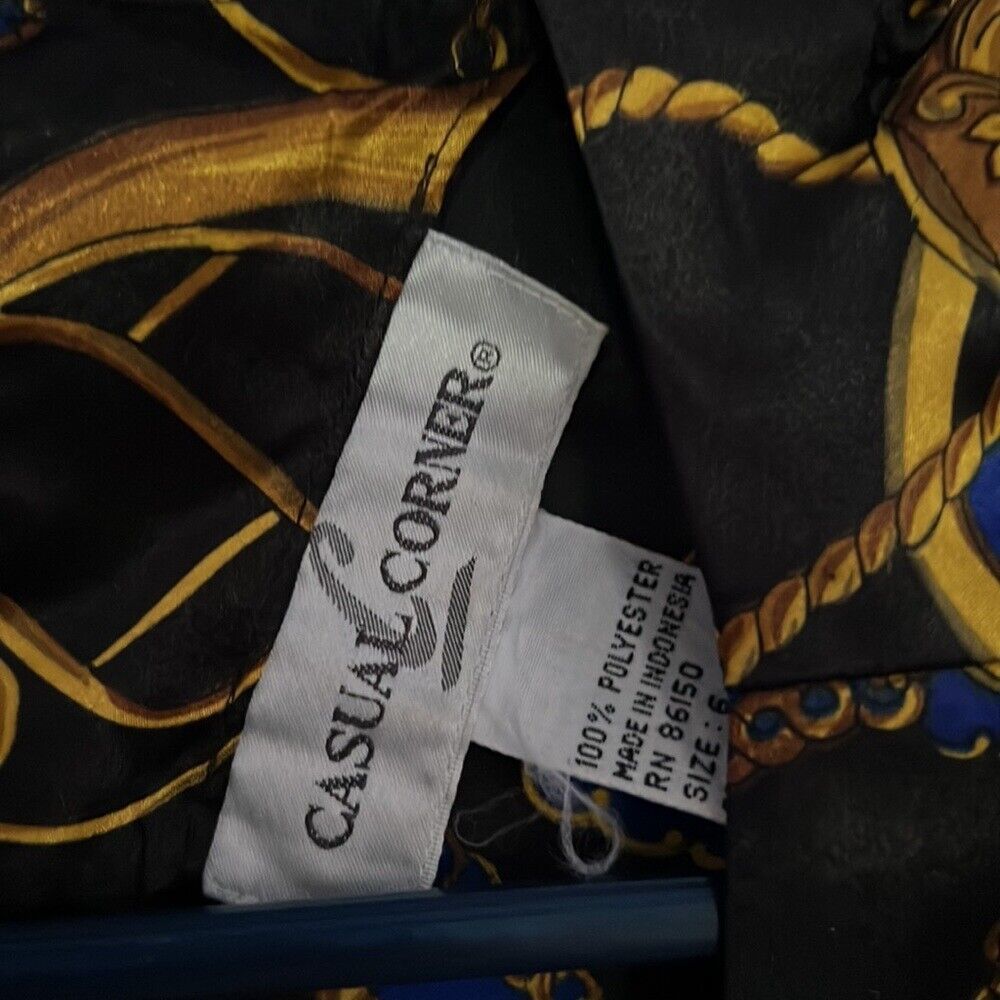 CASUAL CORNER®
100% POLYESTER
MADE IN INDONESIA
RN 86150
SIZE : 6